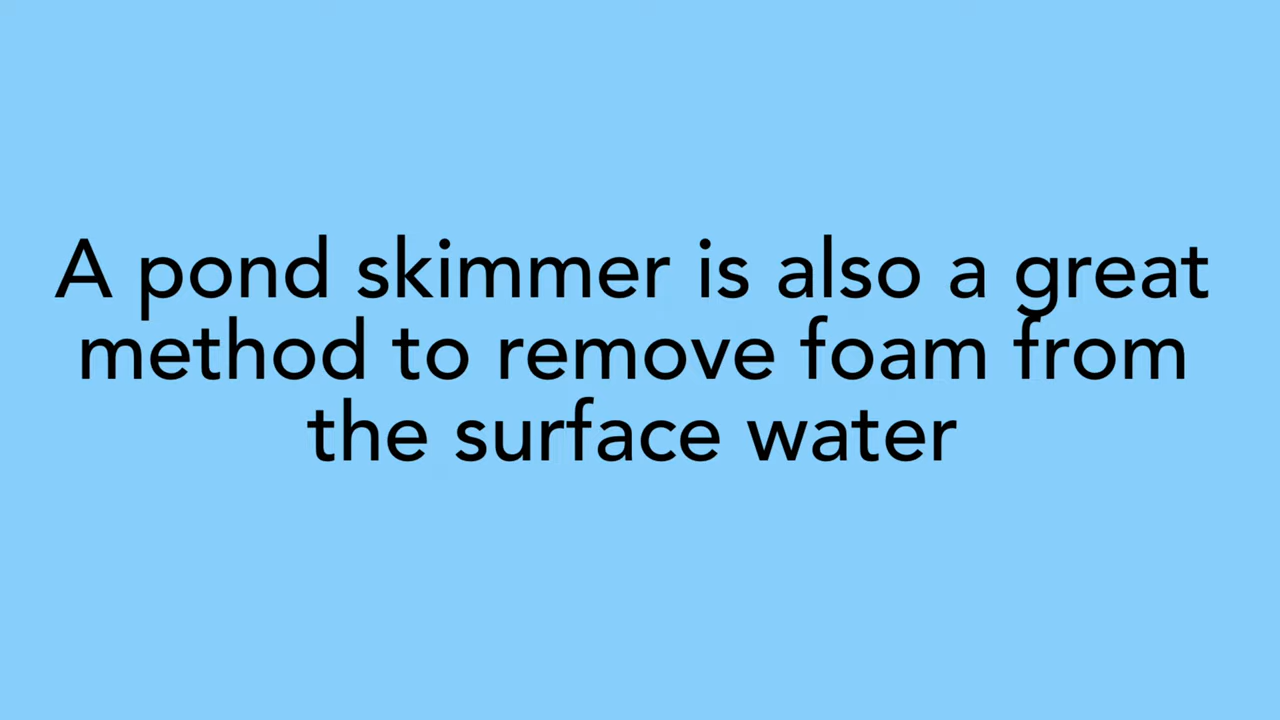 A pond skimmer is also a great
method to remove foam from
the surface water